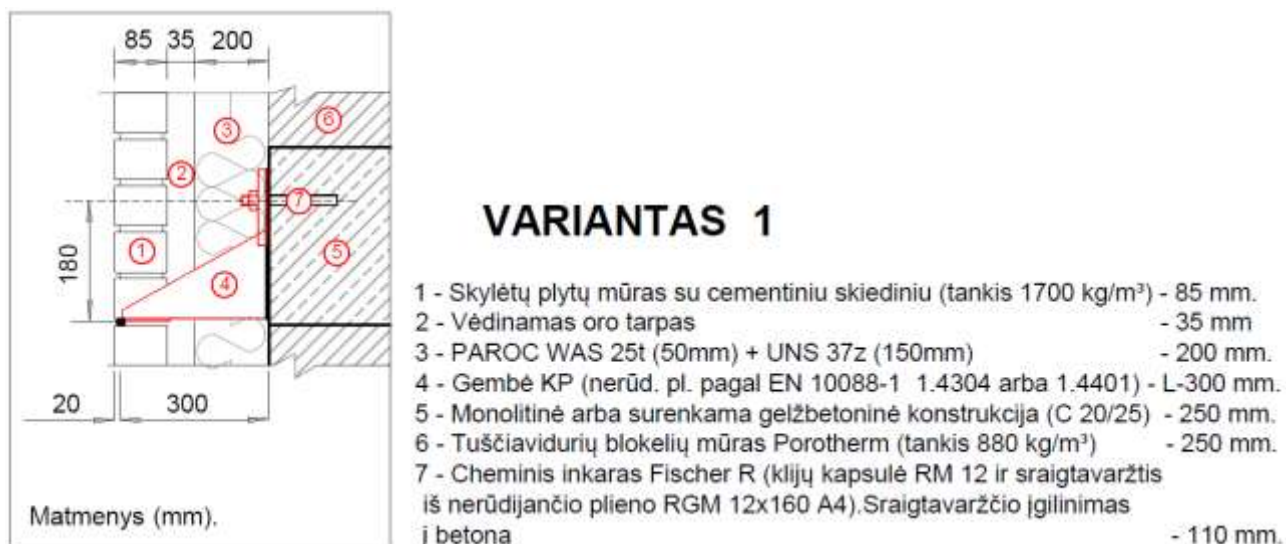 85 35 200
3
6
2
7
1
5
180
4
20 300
Matmenys (mm).
VARIANTAS 1
1 - Skylėtų plytų mūras su cementiniu skiediniu (tankis 1700 kg/m³) - 85 mm.
2 - Vėdinamas oro tarpas - 35 mm
3 - PAROC WAS 25t (50mm) + UNS 37z (150mm) - 200 mm.
4 - Gembė KP (nerūd. pl. pagal EN 10088-1 1.4304 arba 1.4401) - L-300 mm.
5 - Monolitinė arba surenkama gelžbetoninė konstrukcija (C 20/25) - 250 mm.
6 - Tuščiavidurių blokelių mūras Porotherm (tankis 880 kg/m³) - 250 mm.
7 - Cheminis inkaras Fischer R (klijų kapsulė RM 12 ir sraigtavaržtis
iš nerūdijančio plieno RGM 12x160 A4).Sraigtavaržčio įgilinimas
į betoną - 110 mm.